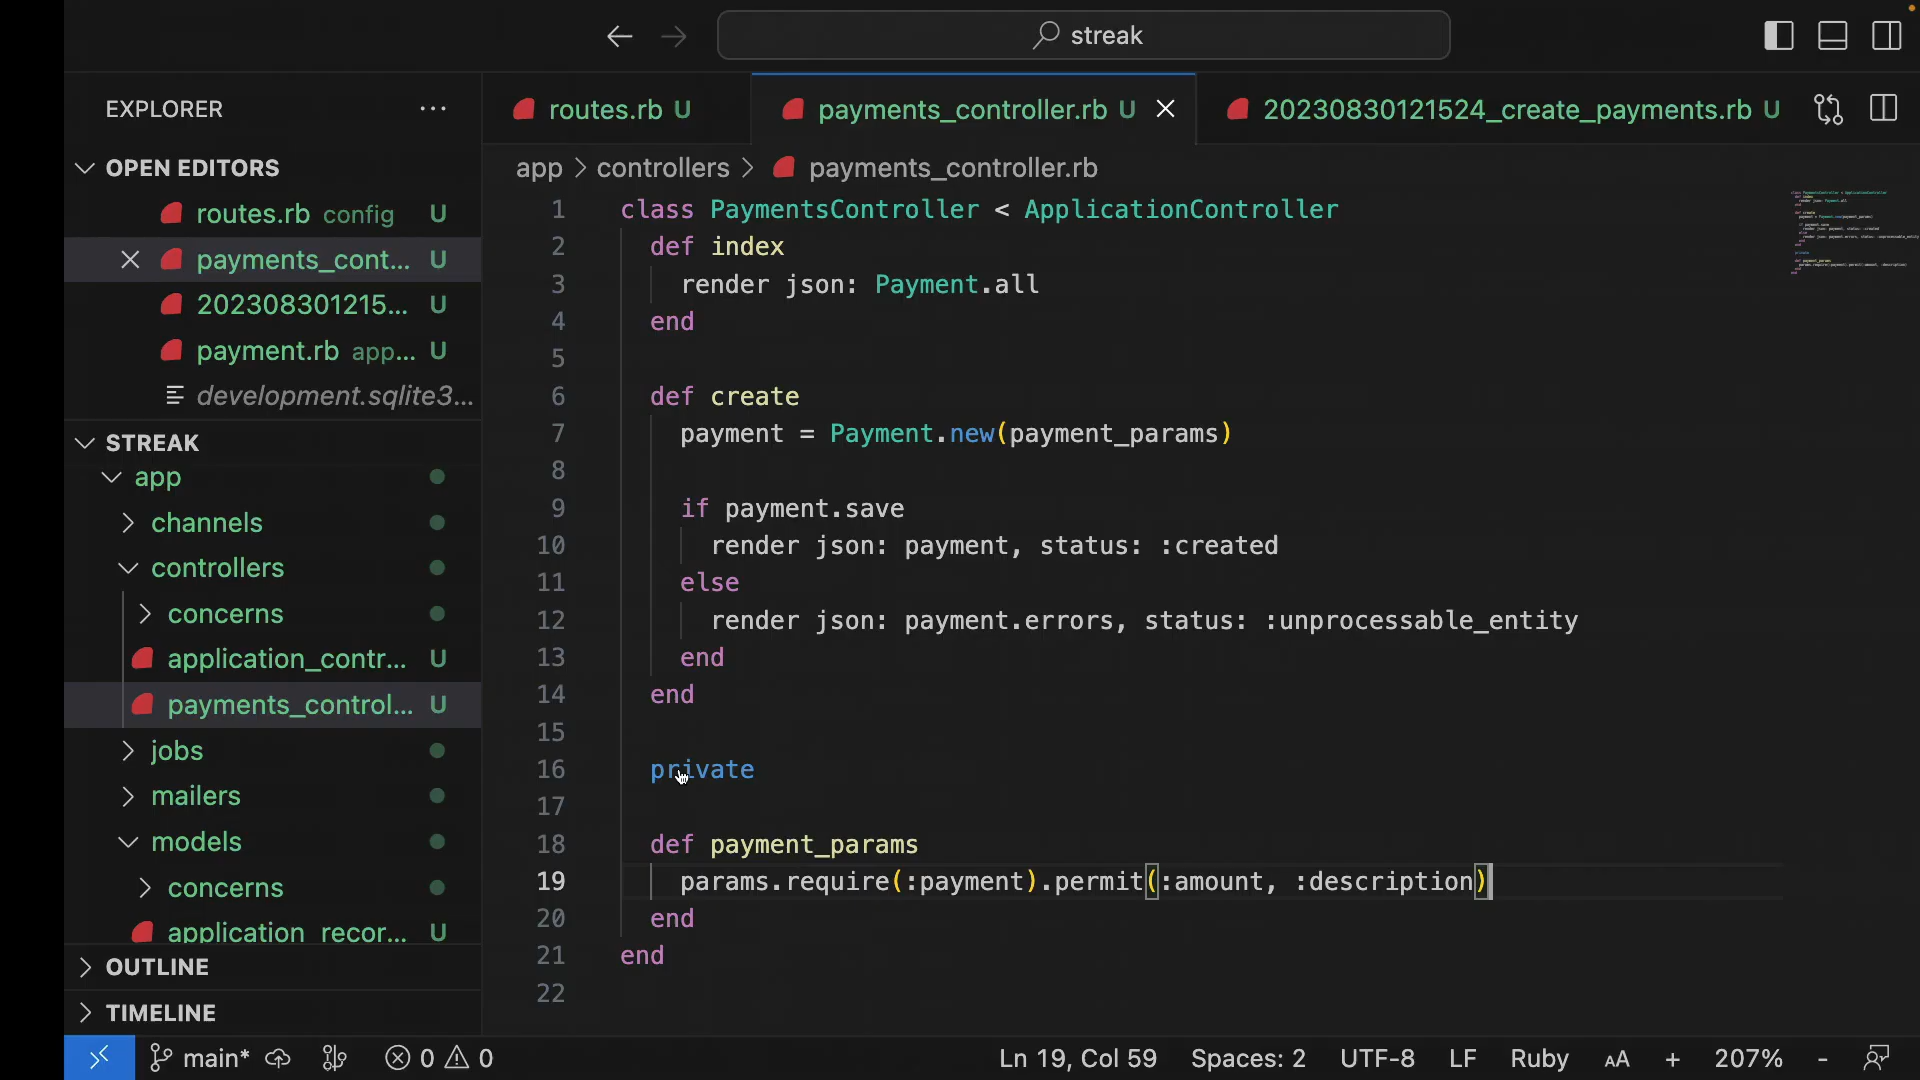 streak
EXPLORER
routes.rb U
payments_controller.rb U
20230830121524_create_payments.rb U
OPEN EDITORS
app > controllers > payments_controller.rb
routes.rb config U
payments_cont... U
202308301215... U
payment.rb app... U
development.sqlite3...
STREAK
app
channels
controllers
concerns
application_contr... U
payments_control... U
jobs
mailers
models
concerns
application_recor... U
OUTLINE
TIMELINE
1 class PaymentsController < ApplicationController
2 def index
3 render json: Payment.all
4 end
5
6 def create
7 payment = Payment.new(payment_params)
8
9 if payment.save
10 render json: payment, status: :created
11 else
12 render json: payment.errors, status: :unprocessable_entity
13 end
14 end
15
16 private
17
18 def payment_params
19 params.require(:payment).permit(:amount, :description)
20 end
21 end
22
main* 0 0 Ln 19, Col 59 Spaces: 2 UTF-8 LF Ruby AA + 207% -